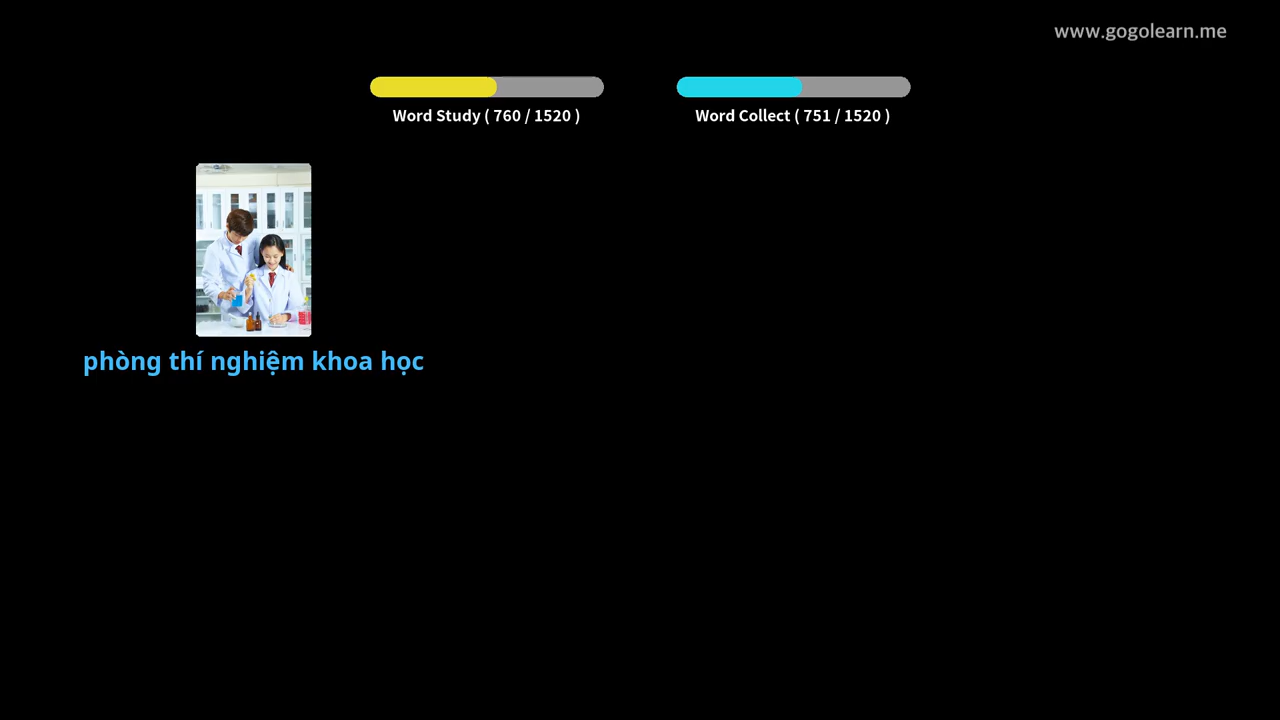 www.gogolearn.me
Word Study ( 760 / 1520 )
Word Collect ( 751 / 1520 )
phòng thí nghiệm khoa học